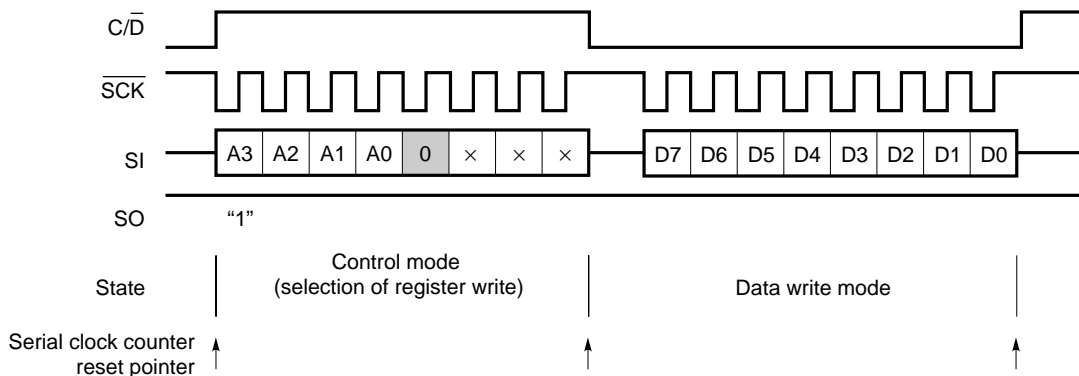 C/D̅
S̅C̅K̅
SI A3 A2 A1 A0 0 × × × D7 D6 D5 D4 D3 D2 D1 D0
SO “1”
State Control mode (selection of register write) Data write mode
Serial clock counter
reset pointer